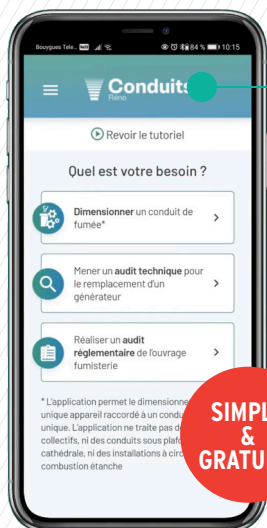 Bouygues Tele.. 84 % 10:15
Conduits
Réno
Revoir le tutoriel
Quel est votre besoin ?
Dimensionner un conduit de
fumée*
Mener un audit technique pour
le remplacement d'un
générateur
Réaliser un audit
réglementaire de l'ouvrage
fumisterie
* L'application permet le dimensionne
unique appareil raccordé à un condu
unique. L'application ne traite pas d
collectifs, ni des conduits sous plafo
cathédrale, ni des installations à circ
combustion étanche
SIMPL
&
GRATU